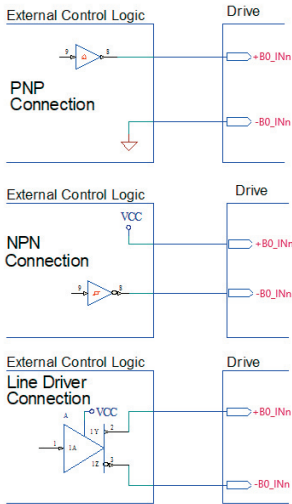 External Control Logic Drive
9 8 +B0_INn
PNP
Connection
-B0_INn
External Control Logic Drive
VCC
NPN
Connection
+B0_INn
9 8 -B0_INn
External Control Logic Drive
Line Driver
Connection
A VCC +B0_INn
1Y 2
1 1A
1Z 3
-B0_INn